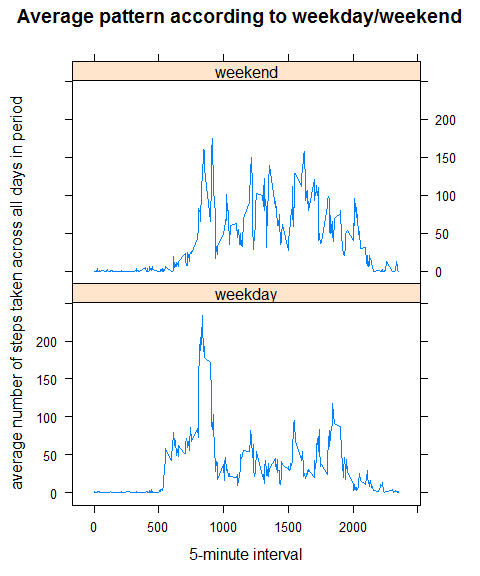 Average pattern according to weekday/weekend
weekend
200
150
100
50
0
weekday
200
150
100
50
0
0 500 1000 1500 2000
5-minute interval
average number of steps taken across all days in period